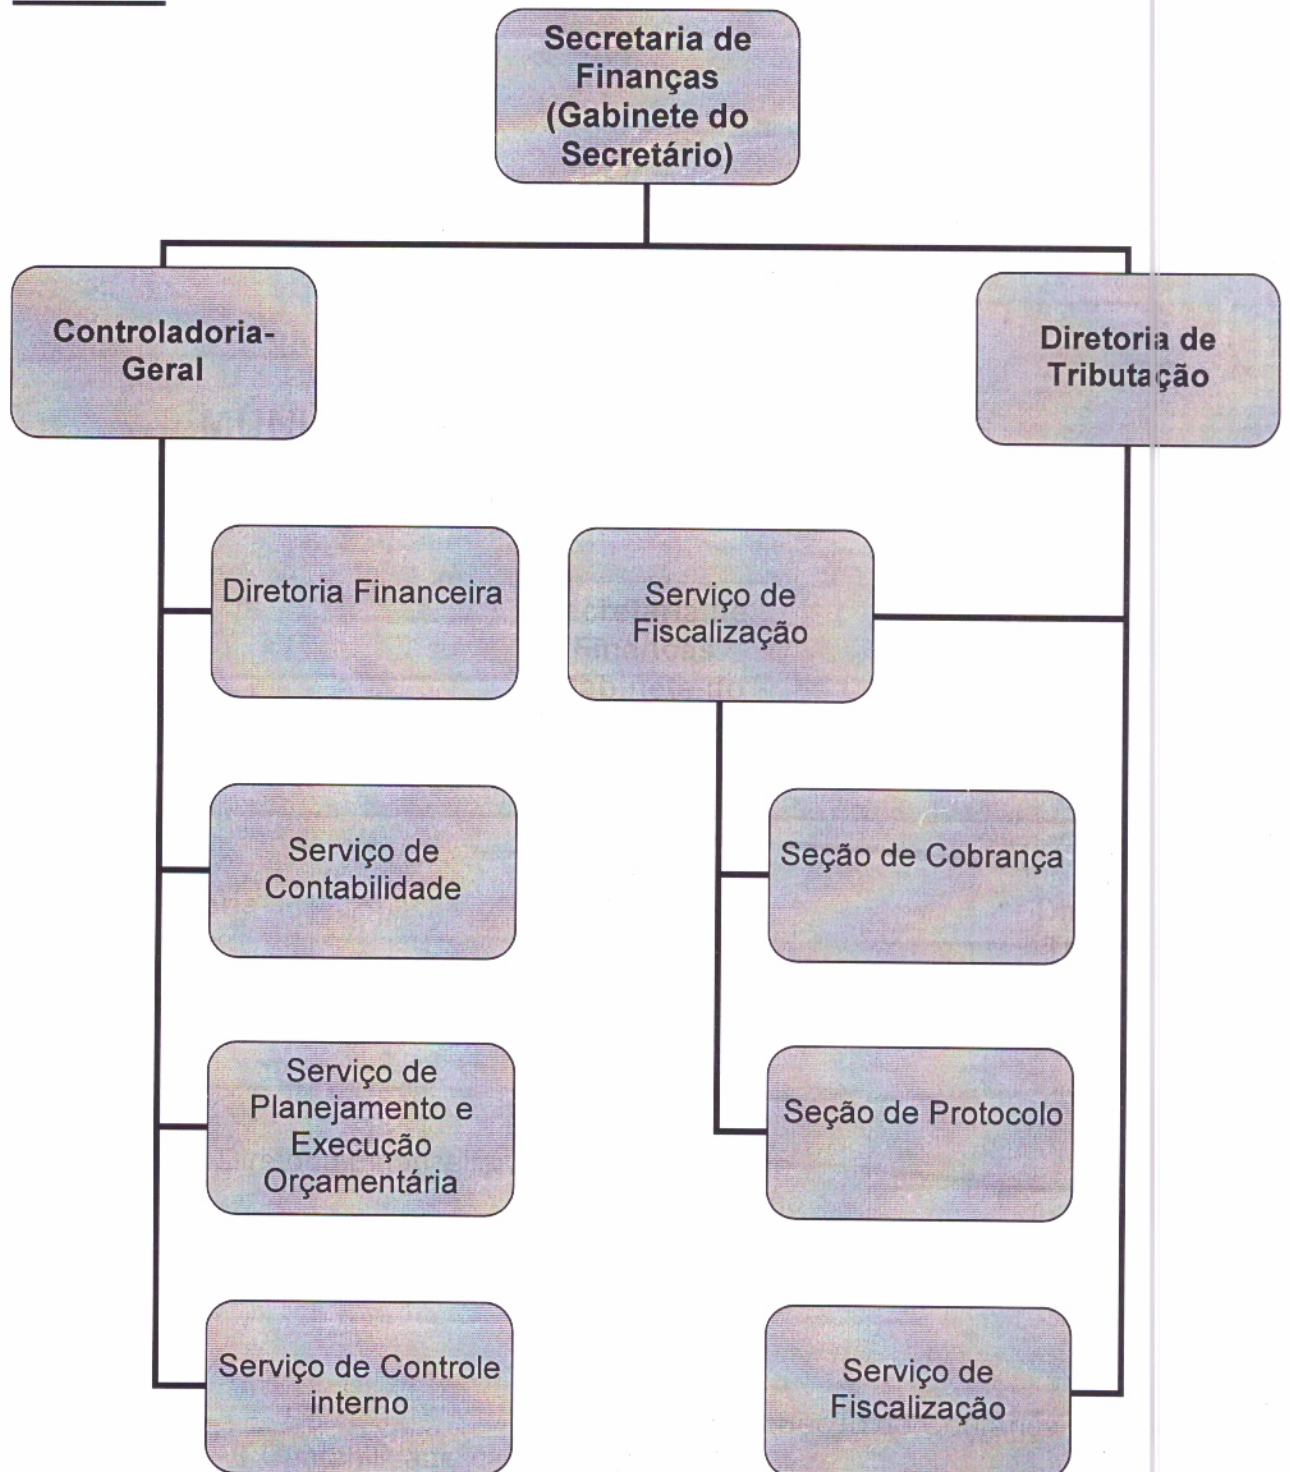 Secretaria de
Finanças
(Gabinete do
Secretário)
Controladoria-
Geral
Diretoria de
Tributação
Diretoria Financeira
Serviço de
Fiscalização
Serviço de
Contabilidade
Seção de Cobrança
Serviço de
Planejamento e
Execução
Orçamentária
Seção de Protocolo
Serviço de Controle
interno
Serviço de
Fiscalização